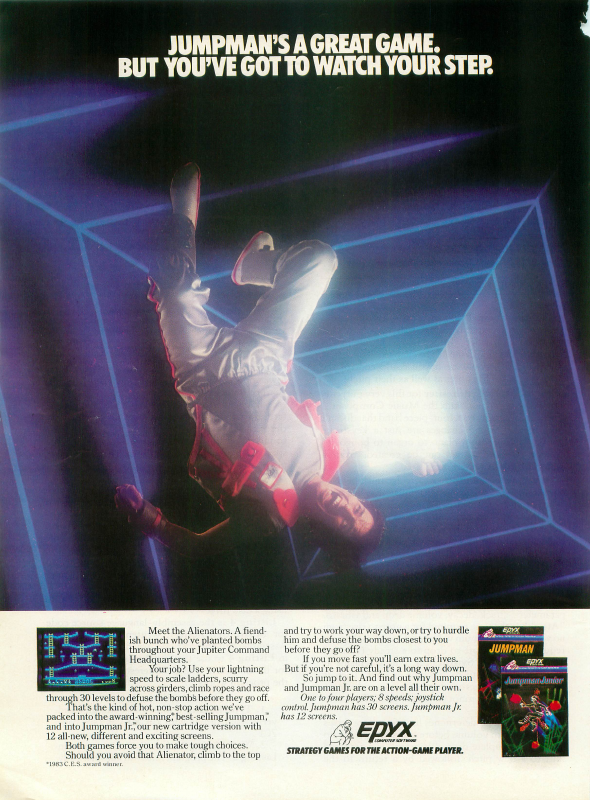 JUMPMAN'S A GREAT GAME.
BUT YOU'VE GOT TO WATCH YOUR STEP.
Meet the Alienators. A fiend-
ish bunch who've planted bombs
throughout your Jupiter Command
Headquarters.
Your job? Use your lightning
speed to scale ladders, scurry
across girders, climb ropes and race
through 30 levels to defuse the bombs before they go off.
That's the kind of hot, non-stop action we've
packed into the award-winning,* best-selling Jumpman,™
and into Jumpman Jr.,™ our new cartridge version with
12 all-new, different and exciting screens.
Both games force you to make tough choices.
Should you avoid that Alienator, climb to the top
*1983 C.E.S. award winner.
and try to work your way down, or try to hurdle
him and defuse the bombs closest to you
before they go off?
If you move fast you'll earn extra lives.
But if you're not careful, it's a long way down.
So jump to it. And find out why Jumpman
and Jumpman Jr. are on a level all their own.
One to four players; 8 speeds; joystick
control. Jumpman has 30 screens. Jumpman Jr.
has 12 screens.
EPYX
COMPUTER SOFTWARE
STRATEGY GAMES FOR THE ACTION-GAME PLAYER.
EPYX
JUMPMAN
EPYX
Jumpman Junior